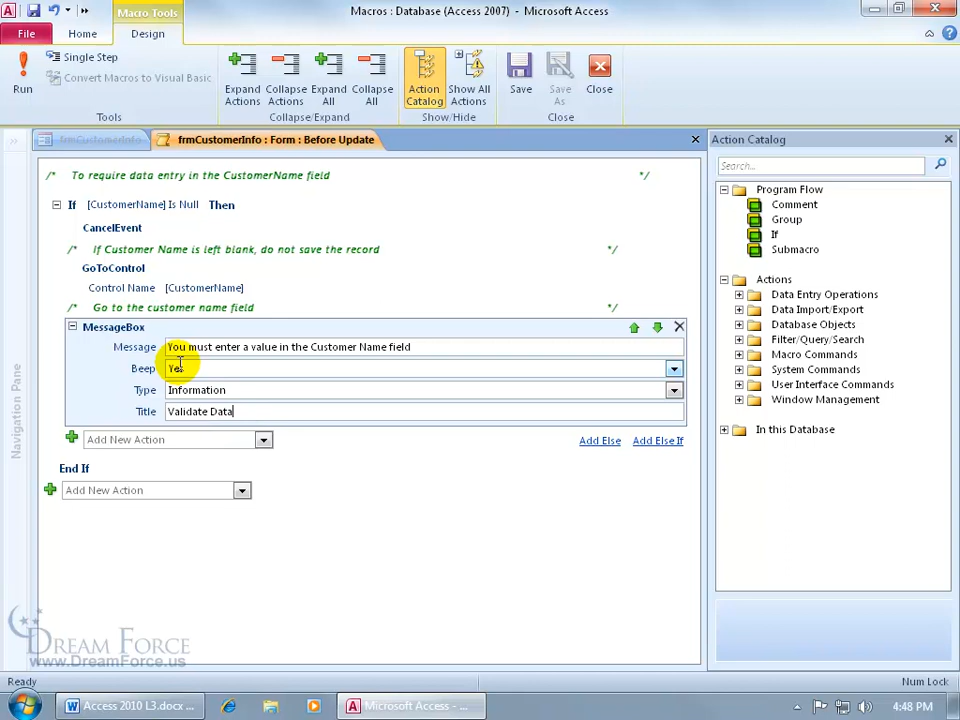 Macro Tools
Macros : Database (Access 2007) - Microsoft Access
File
Home
Design
Run
Single Step
Convert Macros to Visual Basic
Tools
Expand Actions
Collapse Actions
Expand All
Collapse All
Collapse/Expand
Action Catalog
Show All Actions
Show/Hide
Save
Save As
Close
Close
frmCustomerInfo
frmCustomerInfo : Form : Before Update
/* To require data entry in the CustomerName field */
If [CustomerName] Is Null Then
CancelEvent
/* If Customer Name is left blank, do not save the record */
GoToControl
Control Name [CustomerName]
/* Go to the customer name field */
MessageBox
Message You must enter a value in the Customer Name field
Beep Yes
Type Information
Title Validate Data
Add New Action
Add Else Add Else If
End If
Add New Action
Navigation Pane
Action Catalog
Search...
Program Flow
Comment
Group
If
Submacro
Actions
Data Entry Operations
Data Import/Export
Database Objects
Filter/Query/Search
Macro Commands
System Commands
User Interface Commands
Window Management
In this Database
DREAM FORCE
www.DreamForce.us
Ready
Num Lock
Access 2010 L3.docx ...
Microsoft Access - ...
4:48 PM